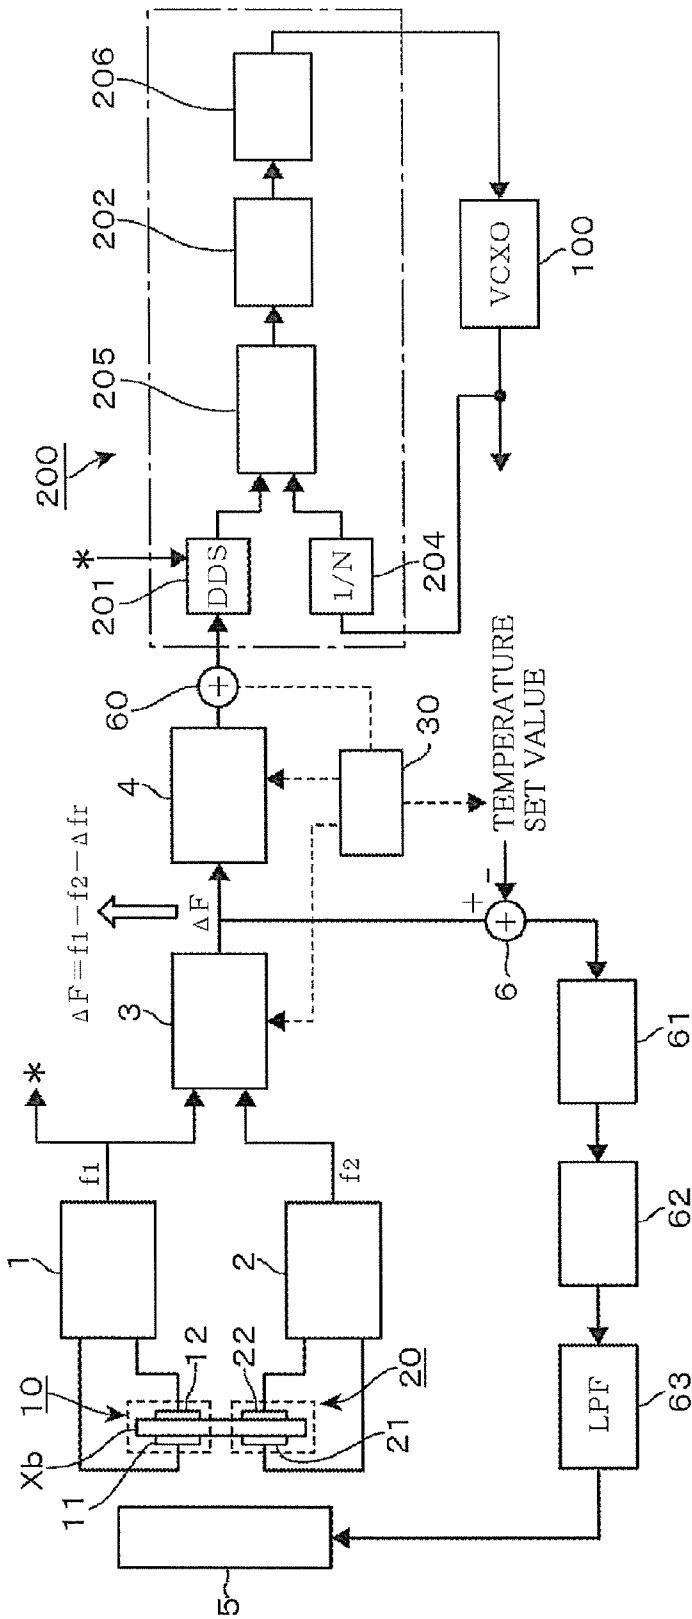 200
206
202
205
*
201
DDS
1/N
204
VCXO
100
60
4
30
ΔF=f1-f2-Δfr
ΔF
3
+
-
+
+
6
TEMPERATURE
SET VALUE
*
f1
f2
1
2
10
12
22
20
Xb
11
21
5
61
62
LPF
63